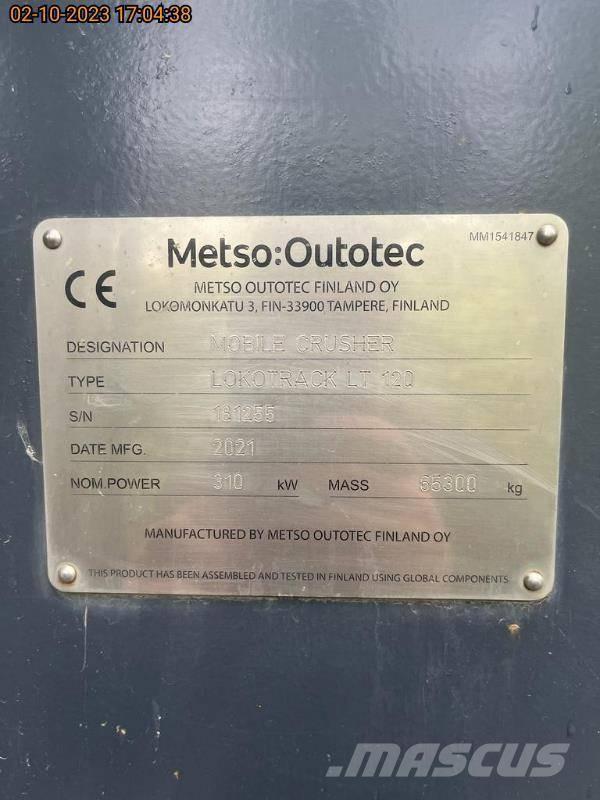 02-10-2023 17:04:38
Metso:Outotec
MM1541847
METSO OUTOTEC FINLAND OY
LOKOMONKATU 3, FIN-33900 TAMPERE, FINLAND
CE
DESIGNATION MOBILE CRUSHER
TYPE LOKOTRACK LT 120
S/N 181255
DATE MFG. 2021
NOM.POWER 310 kW MASS 65300 kg
MANUFACTURED BY METSO OUTOTEC FINLAND OY
THIS PRODUCT HAS BEEN ASSEMBLED AND TESTED IN FINLAND USING GLOBAL COMPONENTS
MASCUS